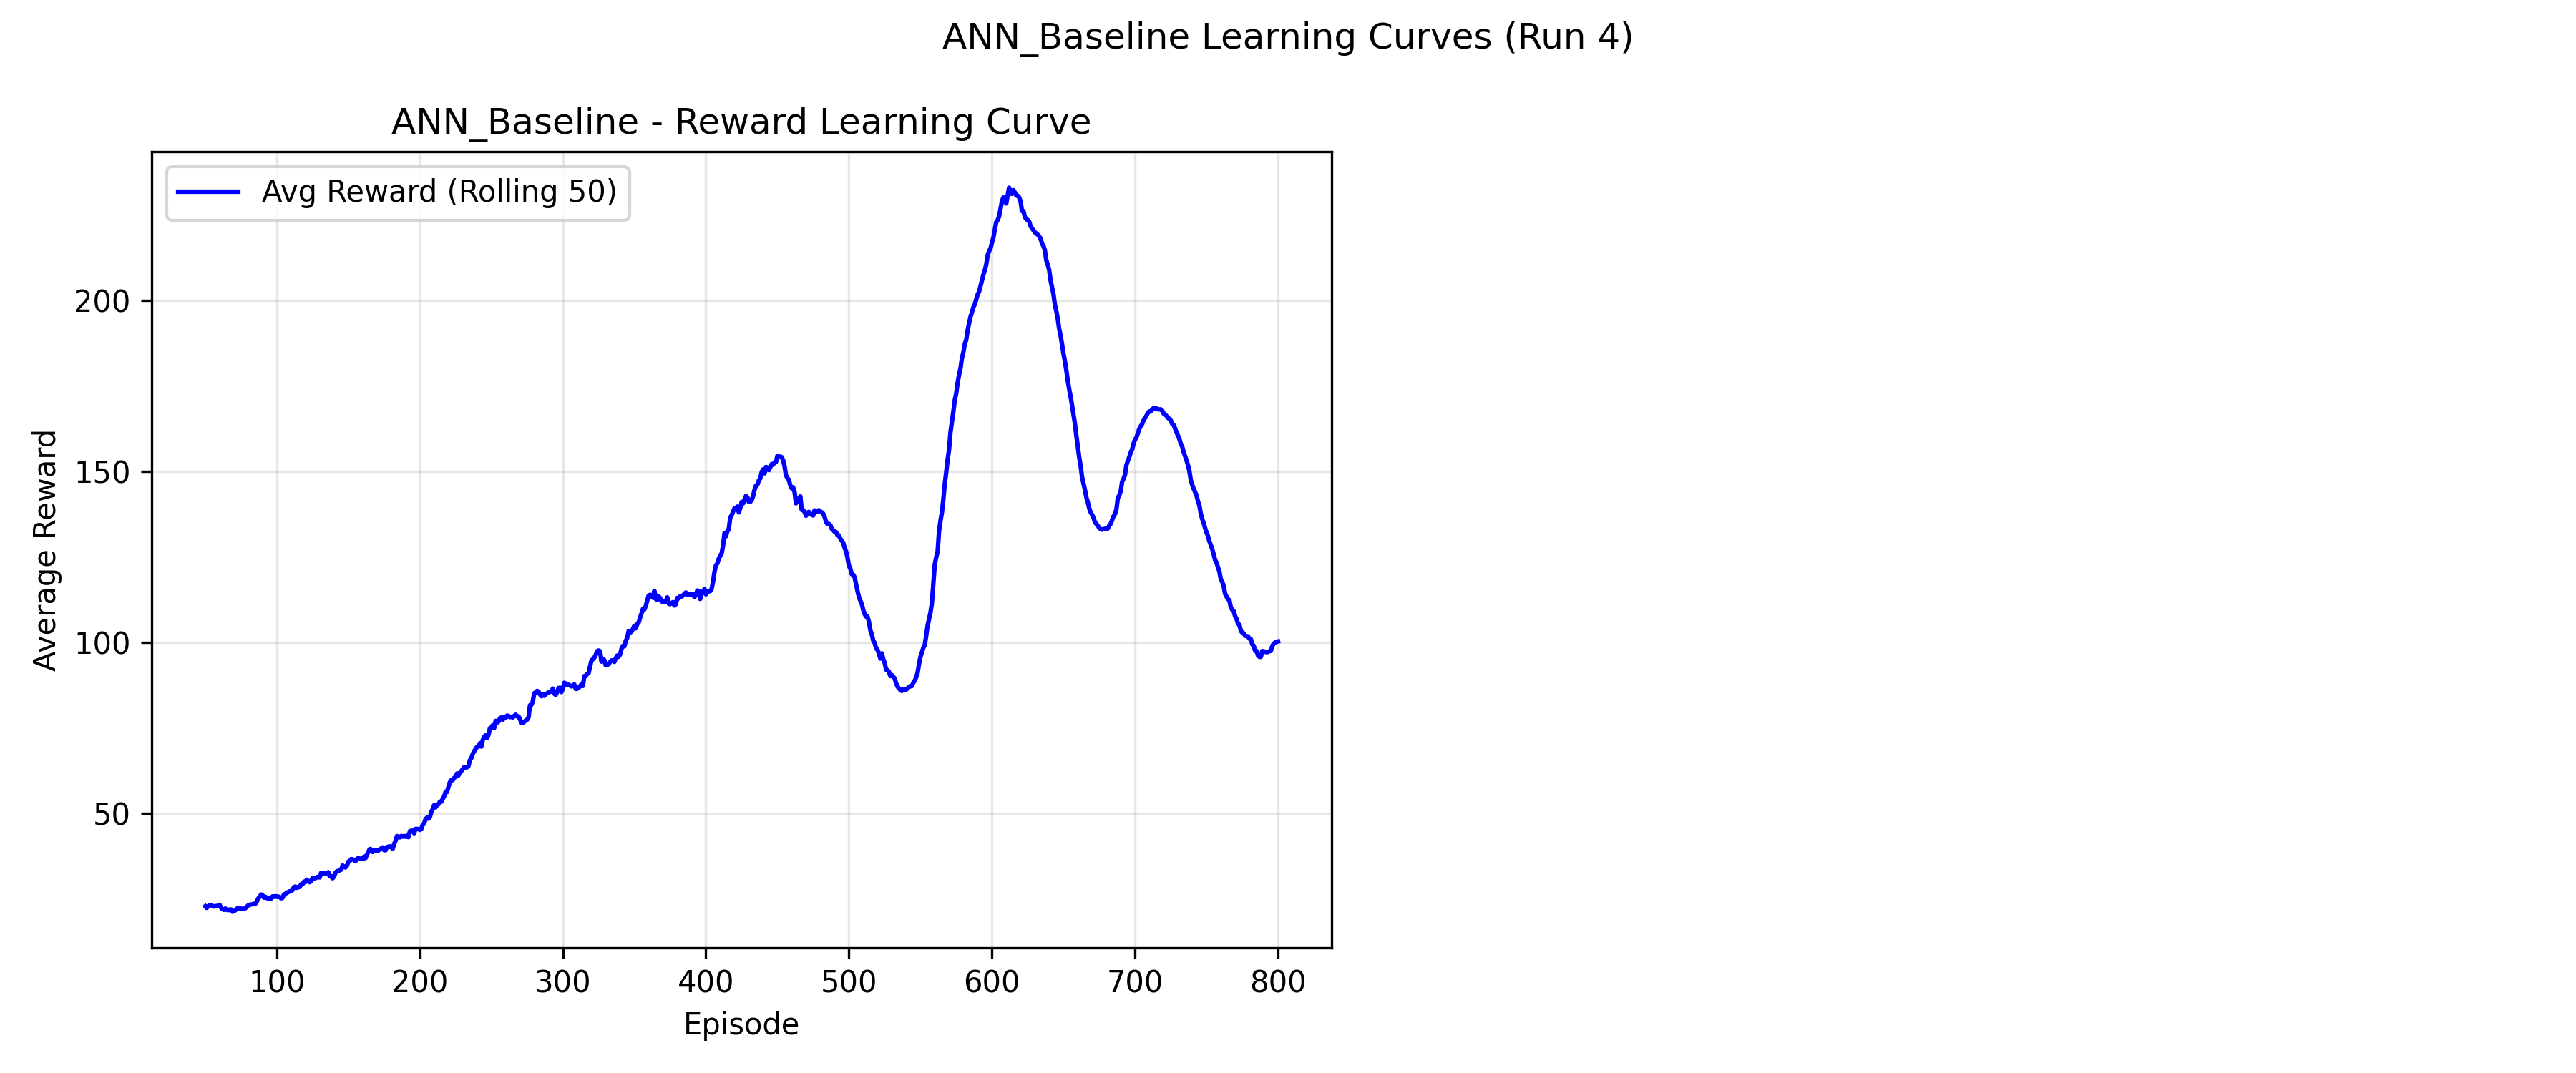 ANN_Baseline Learning Curves (Run 4)
ANN_Baseline - Reward Learning Curve
Avg Reward (Rolling 50)
Average Reward
200
150
100
50
100 200 300 400 500 600 700 800
Episode